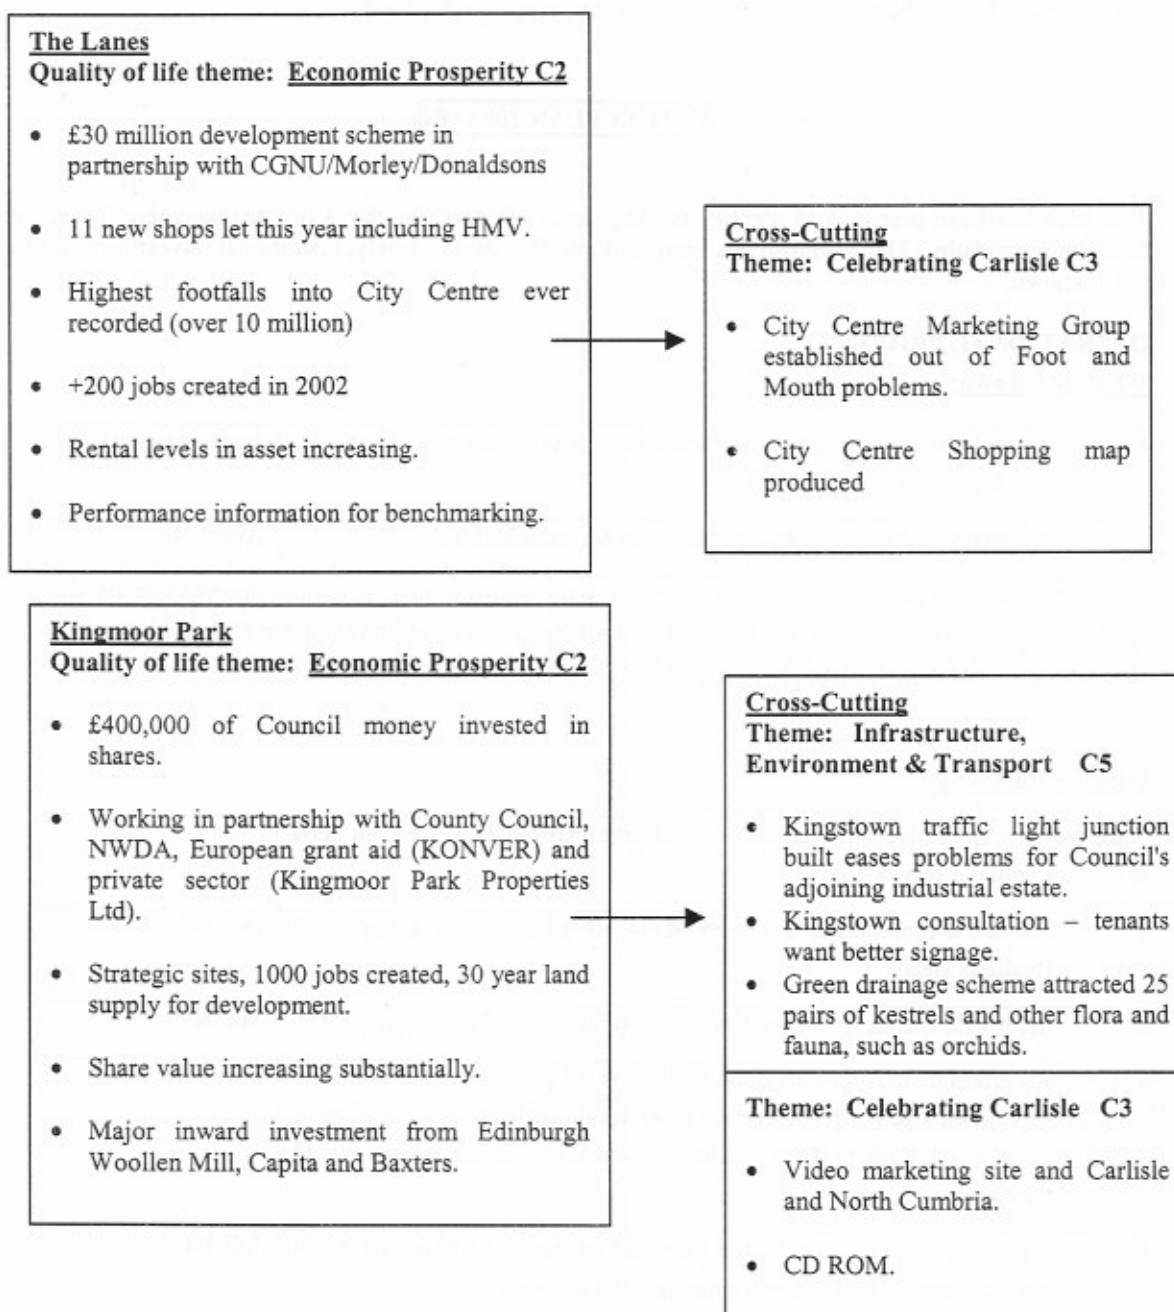 The Lanes
Quality of life theme: Economic Prosperity C2
• £30 million development scheme in
partnership with CGNU/Morley/Donaldsons
• 11 new shops let this year including HMV.
• Highest footfalls into City Centre ever
recorded (over 10 million)
• +200 jobs created in 2002
• Rental levels in asset increasing.
• Performance information for benchmarking.
Cross-Cutting
Theme: Celebrating Carlisle C3
• City Centre Marketing Group
established out of Foot and
Mouth problems.
• City Centre Shopping map
produced
Kingmoor Park
Quality of life theme: Economic Prosperity C2
• £400,000 of Council money invested in
shares.
• Working in partnership with County Council,
NWDA, European grant aid (KONVER) and
private sector (Kingmoor Park Properties
Ltd).
• Strategic sites, 1000 jobs created, 30 year land
supply for development.
• Share value increasing substantially.
• Major inward investment from Edinburgh
Woollen Mill, Capita and Baxters.
Cross-Cutting
Theme: Infrastructure,
Environment & Transport C5
• Kingstown traffic light junction
built eases problems for Council's
adjoining industrial estate.
• Kingstown consultation – tenants
want better signage.
• Green drainage scheme attracted 25
pairs of kestrels and other flora and
fauna, such as orchids.
Theme: Celebrating Carlisle C3
• Video marketing site and Carlisle
and North Cumbria.
• CD ROM.